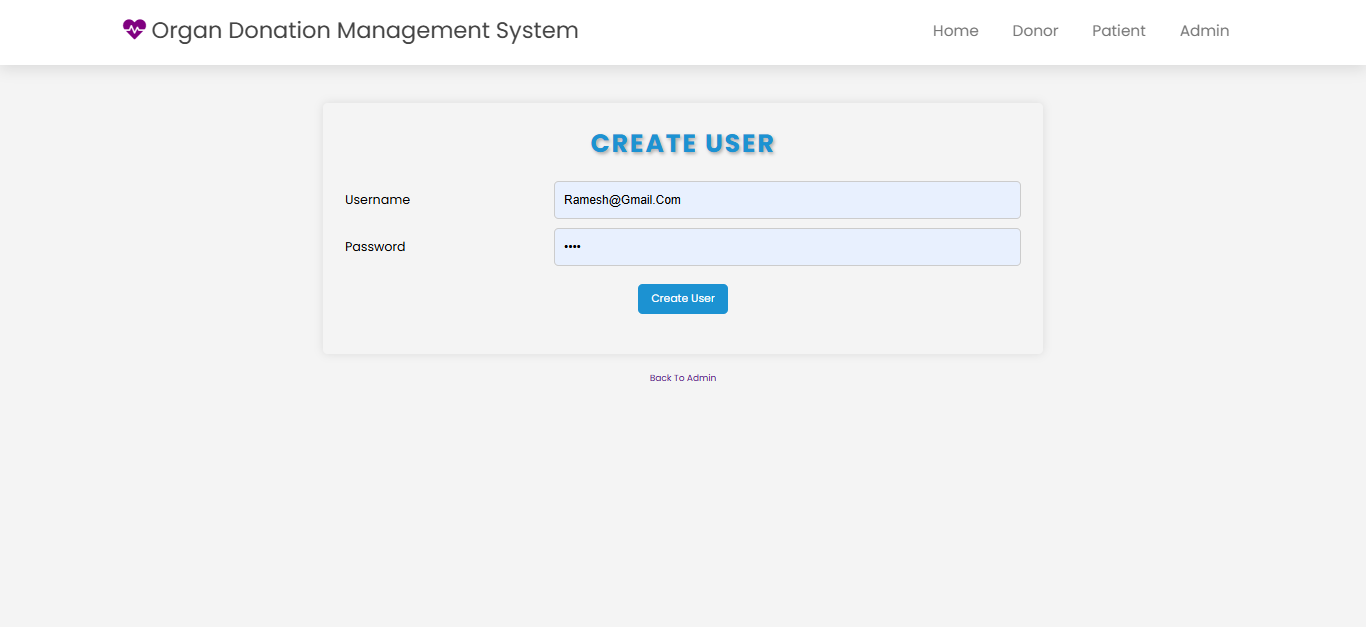 Organ Donation Management System
Home Donor Patient Admin
CREATE USER
Username Ramesh@Gmail.Com
Password ••••
Create User
Back To Admin